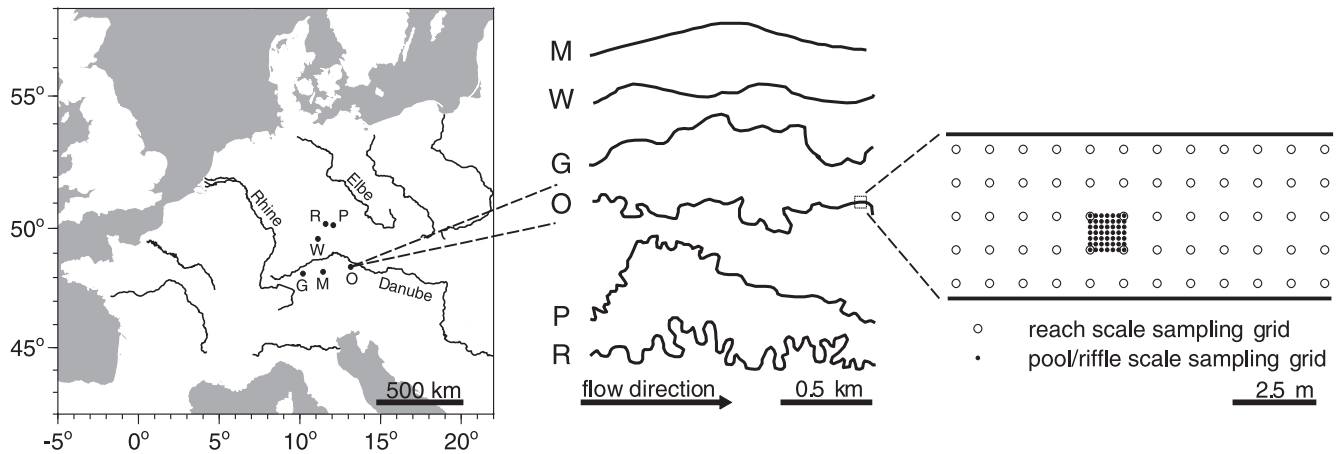 55°
50°
45°
-5°
0°
5°
10°
15°
20°
Rhine
Elbe
Danube
R
P
W
G
M
O
500 km
M
W
G
O
P
R
flow direction
0.5 km
reach scale sampling grid
pool/riffle scale sampling grid
2.5 m